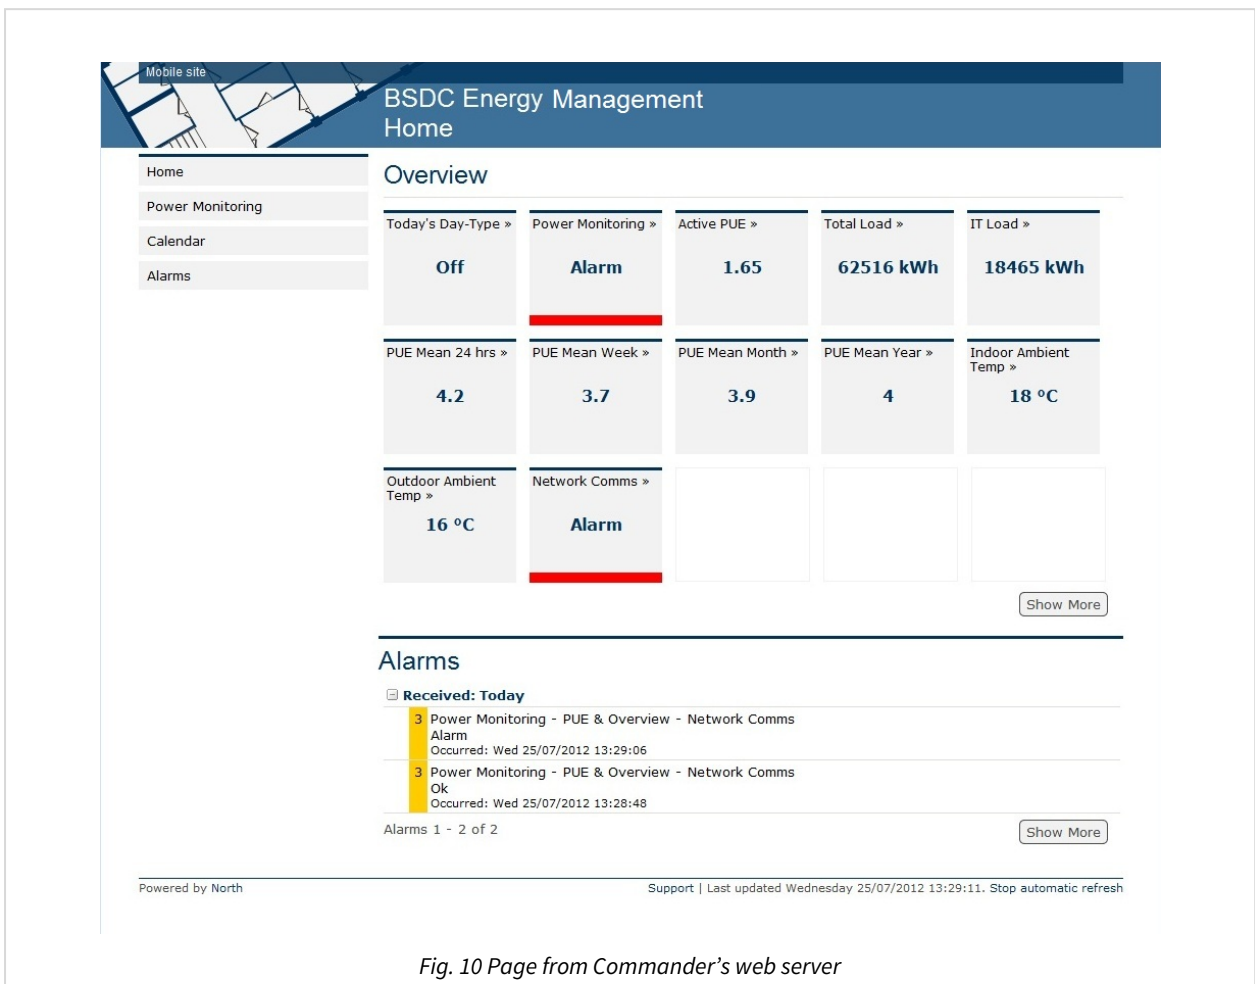 Mobile site
BSDC Energy Management
Home
Home
Power Monitoring
Calendar
Alarms
Overview
Today's Day-Type »
Off
Power Monitoring »
Alarm
Active PUE »
1.65
Total Load »
62516 kWh
IT Load »
18465 kWh
PUE Mean 24 hrs »
4.2
PUE Mean Week »
3.7
PUE Mean Month »
3.9
PUE Mean Year »
4
Indoor Ambient
Temp »
18 ºC
Outdoor Ambient
Temp »
16 ºC
Network Comms »
Alarm
Show More
Alarms
Received: Today
3 Power Monitoring - PUE & Overview - Network Comms
Alarm
Occurred: Wed 25/07/2012 13:29:06
3 Power Monitoring - PUE & Overview - Network Comms
Ok
Occurred: Wed 25/07/2012 13:28:48
Alarms 1 - 2 of 2
Show More
Powered by North
Support | Last updated Wednesday 25/07/2012 13:29:11. Stop automatic refresh
Fig. 10 Page from Commander’s web server